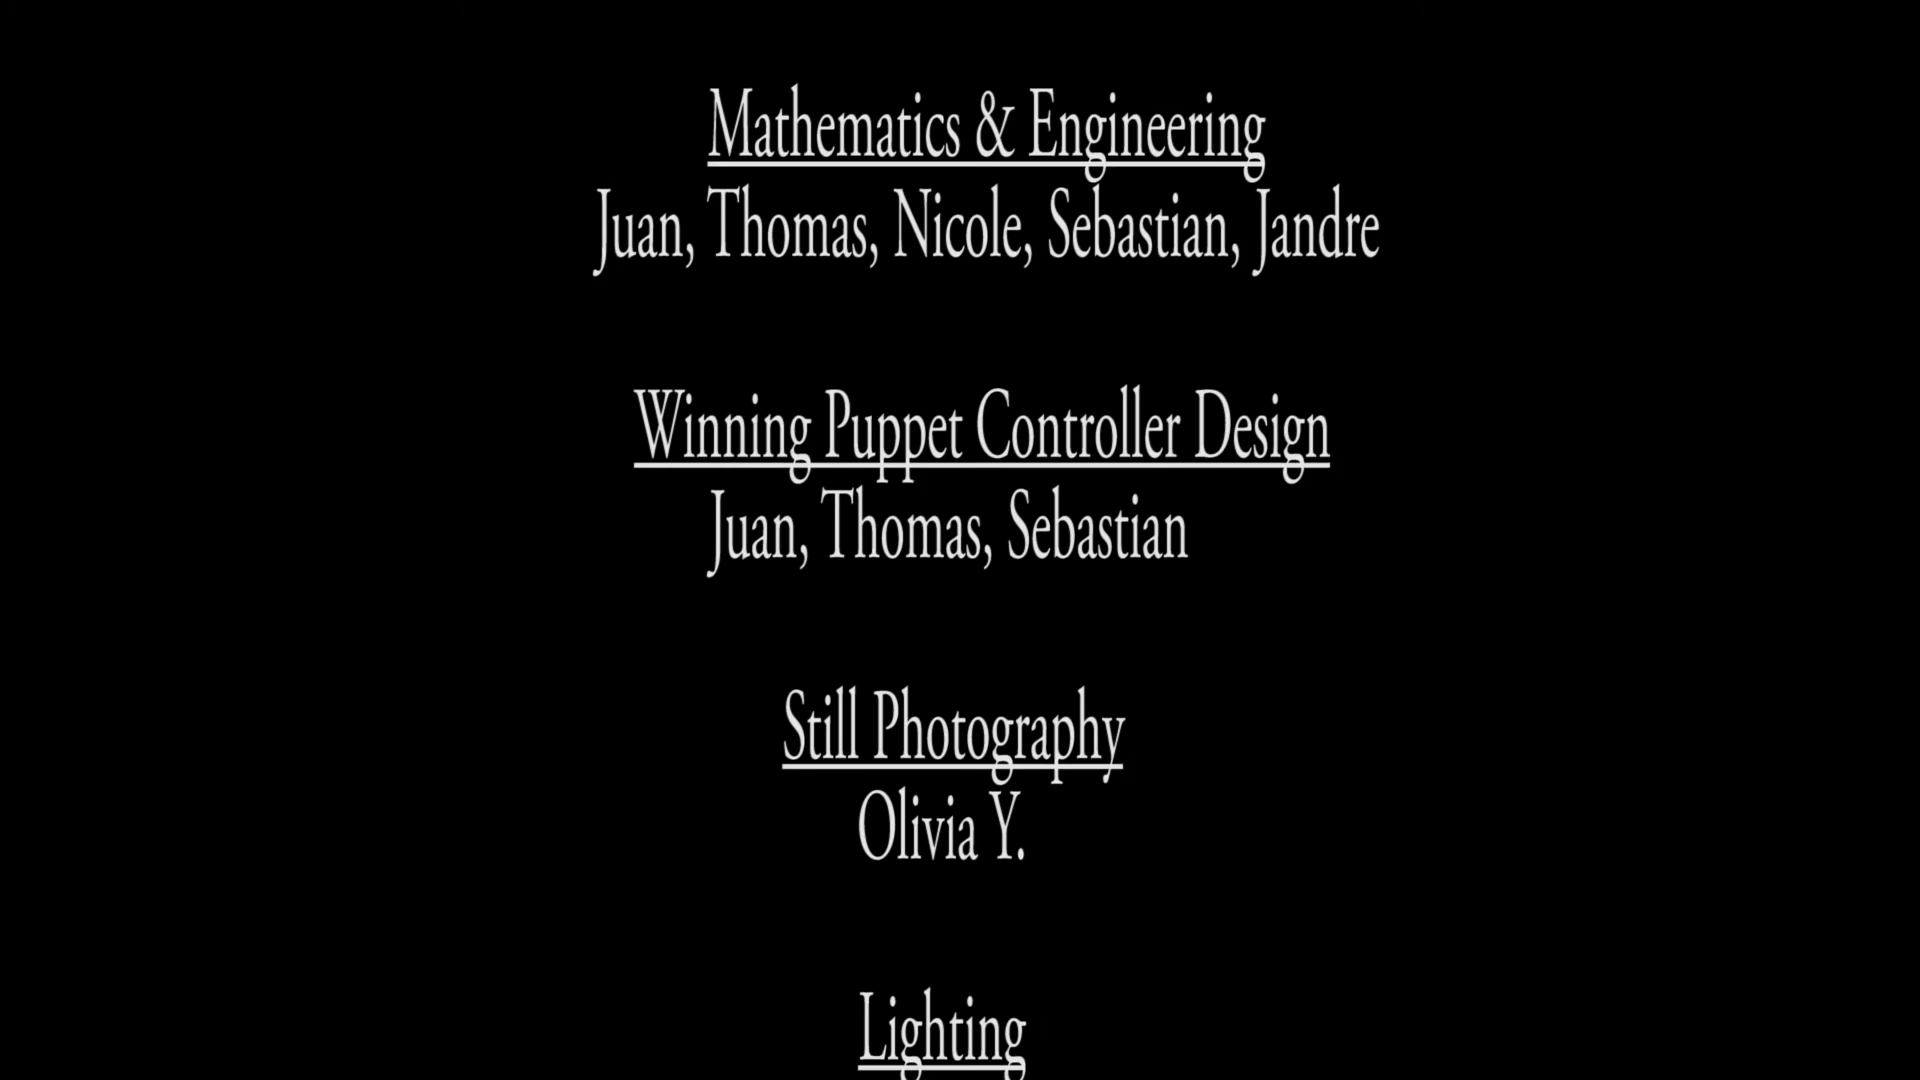 Mathematics & Engineering
Juan, Thomas, Nicole, Sebastian, Jandre
Winning Puppet Controller Design
Juan, Thomas, Sebastian
Still Photography
Olivia Y.
Lighting